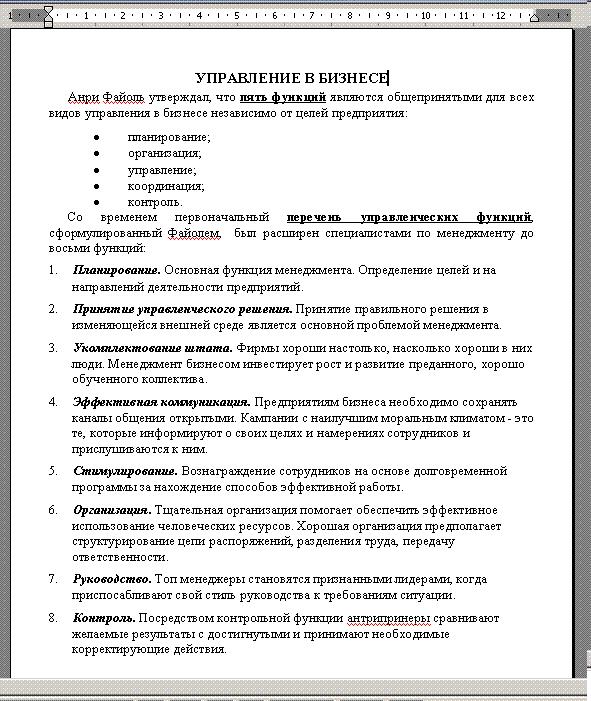 1 1 2 3 4 5 6 7 8 9 10 11 12
УПРАВЛЕНИЕ В БИЗНЕСЕ
Анри Файоль утверждал, что пять функций являются общепринятыми для всех
видов управления в бизнесе независимо от целей предприятия:
• планирование;
• организация;
• управление;
• координация;
• контроль.
Со временем первоначальный перечень управленческих функций,
сформулированный Файолем, был расширен специалистами по менеджменту до
восьми функций:
1. Планирование. Основная функция менеджмента. Определение целей и на
направлений деятельности предприятий.
2. Принятие управленческого решения. Принятие правильного решения в
изменяющейся внешней среде является основной проблемой менеджмента.
3. Укомплектование штата. Фирмы хороши настолько, насколько хороши в них
люди. Менеджмент бизнесом инвестирует рост и развитие преданного, хорошо
обученного коллектива.
4. Эффективная коммуникация. Предприятиям бизнеса необходимо сохранять
каналы общения открытыми. Кампании с наилучшим моральным климатом - это
те, которые информируют о своих целях и намерениях сотрудников и
прислушиваются к ним.
5. Стимулирование. Вознаграждение сотрудников на основе долговременной
программы за нахождение способов эффективной работы.
6. Организация. Тщательная организация помогает обеспечить эффективное
использование человеческих ресурсов. Хорошая организация предполагает
структурирование цепи распоряжений, разделения труда, передачу
ответственности.
7. Руководство. Топ менеджеры становятся признанными лидерами, когда
приспосабливают свой стиль руководства к требованиям ситуации.
8. Контроль. Посредством контрольной функции антрипринеры сравнивают
желаемые результаты с достигнутыми и принимают необходимые
корректирующие действия.